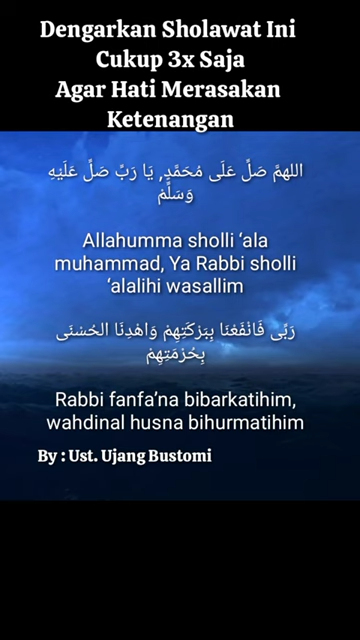 Dengarkan Sholawat Ini
Cukup 3x Saja
Agar Hati Merasakan
Ketenangan
اللهمَّ صَلِّ عَلَى مُحَمَّدٍ, يَا رَبِّ صَلِّ عَلَيْهِ
وَسَلِّمْ
Allahumma sholli ‘ala
muhammad, Ya Rabbi sholli
‘alalihi wasallim
رَبِّى فَانْفَعْنَا بِبَرْكَتِهِمْ وَاهْدِنَا الحُسْنَى
بِحُرْمَتِهِمْ
Rabbi fanfa’na bibarkatihim,
wahdinal husna bihurmatihim
By : Ust. Ujang Bustomi